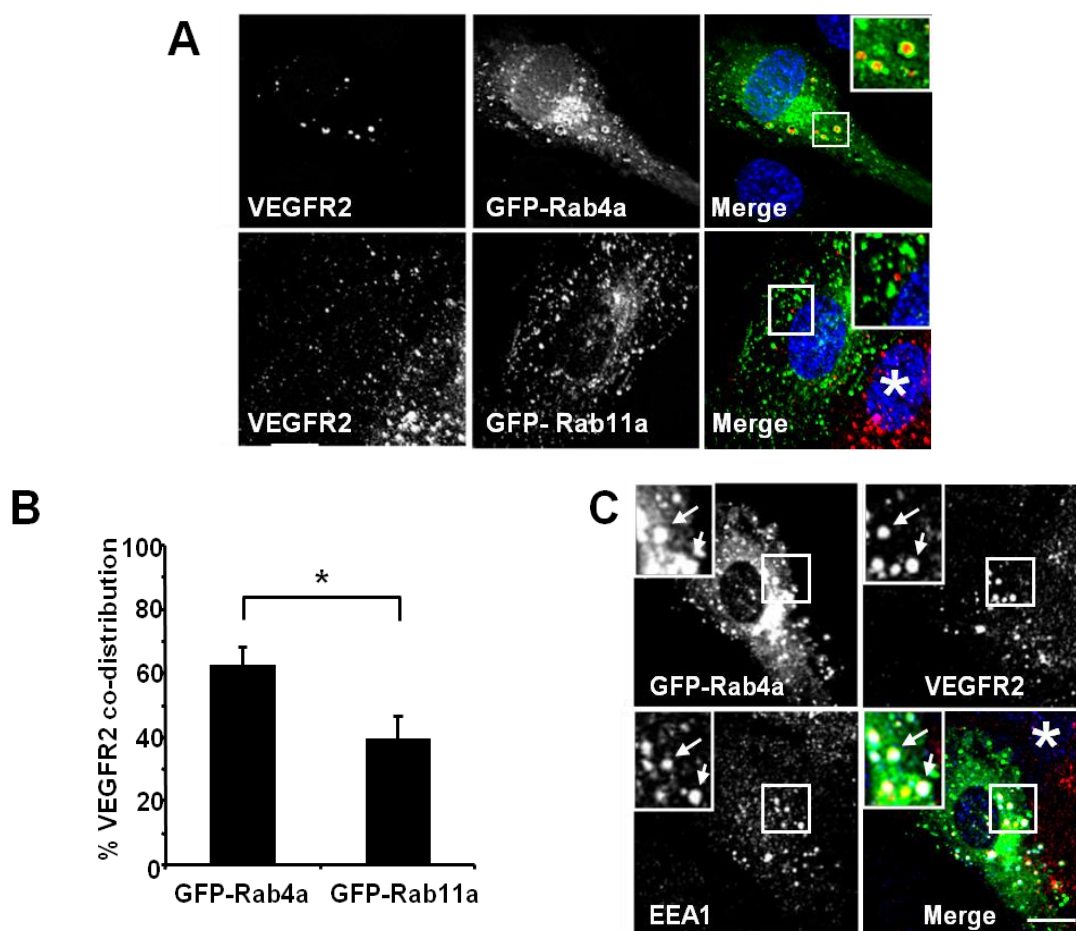 A
VEGFR2
GFP-Rab4a
Merge
VEGFR2
GFP- Rab11a
Merge
*
B
% VEGFR2 co-distribution
100
80
60
40
20
0
*
GFP-Rab4a
GFP-Rab11a
C
GFP-Rab4a
VEGFR2
EEA1
Merge
*